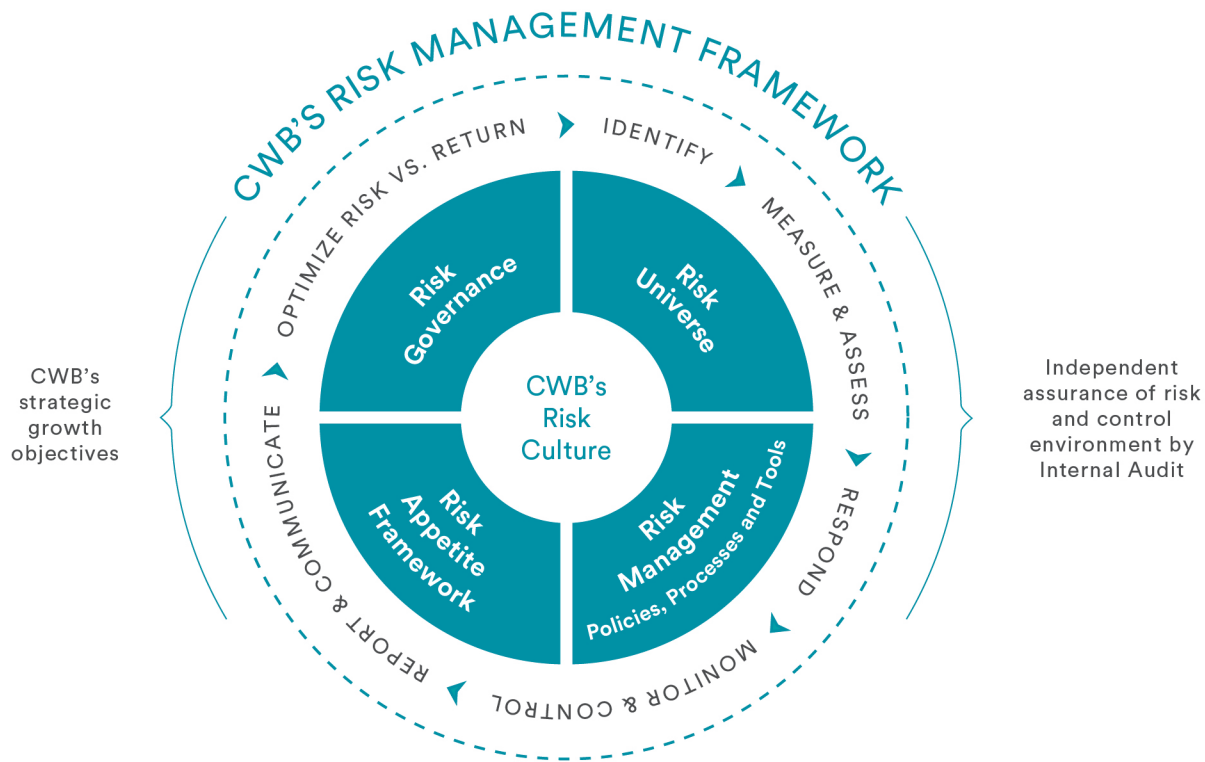 CWB’S RISK MANAGEMENT FRAMEWORK
OPTIMIZE RISK VS. RETURN
IDENTIFY
MEASURE & ASSESS
RESPOND
MONITOR & CONTROL
REPORT & COMMUNICATE
Risk
Governance
Risk
Universe
CWB’s
Risk
Culture
Risk
Appetite
Framework
Risk
Management
Policies, Processes and Tools
CWB’s
strategic
growth
objectives
Independent
assurance of risk
and control
environment by
Internal Audit